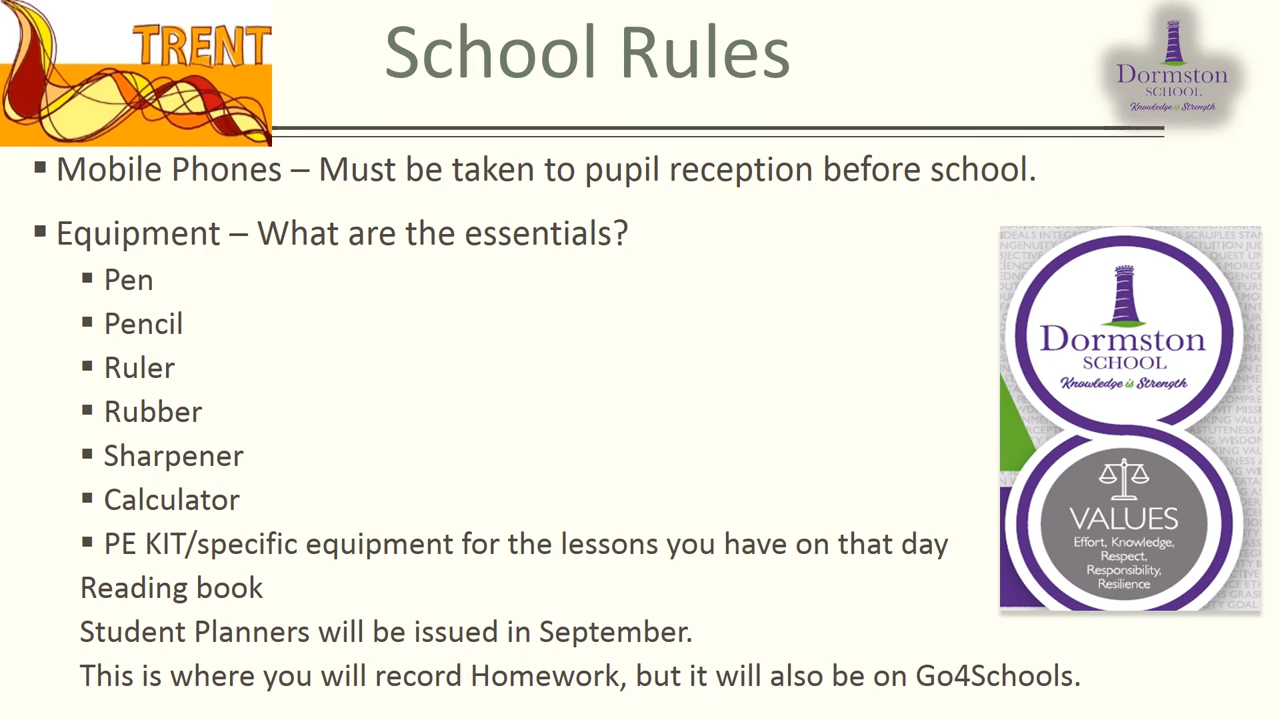 TRENT
School Rules
Dormston
SCHOOL
Knowledge is Strength
▪ Mobile Phones – Must be taken to pupil reception before school.
▪ Equipment – What are the essentials?
▪ Pen
▪ Pencil
▪ Ruler
▪ Rubber
▪ Sharpener
▪ Calculator
▪ PE KIT/specific equipment for the lessons you have on that day
Reading book
Student Planners will be issued in September.
This is where you will record Homework, but it will also be on Go4Schools.
Dormston
SCHOOL
Knowledge is Strength
VALUES
Effort, Knowledge,
Respect,
Responsibility,
Resilience